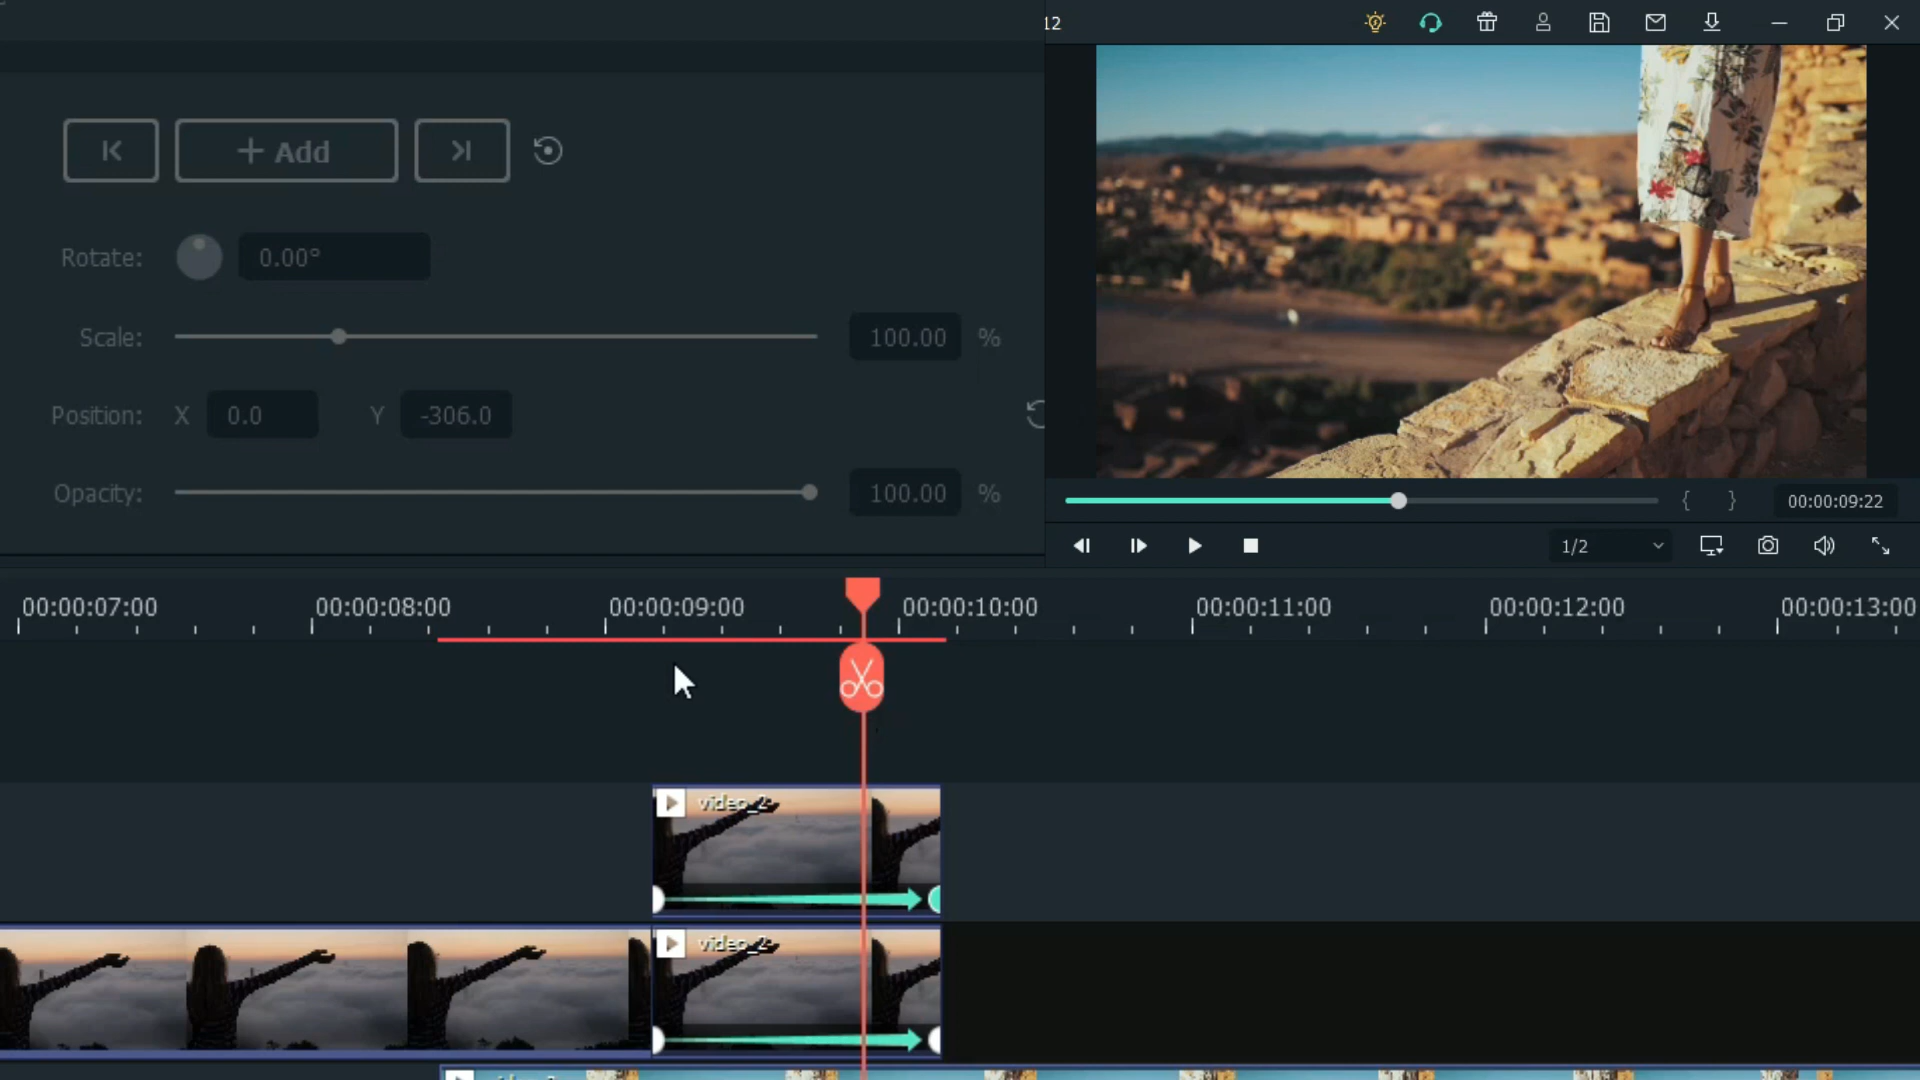 12
Add
Rotate: 0.00°
Scale: 100.00 %
Position: X 0.0 Y -306.0
Opacity: 100.00 %
{ } 00:00:09:22
1/2
00:00:07:00 00:00:08:00 00:00:09:00 00:00:10:00 00:00:11:00 00:00:12:00 00:00:13:00
video_2
video_2